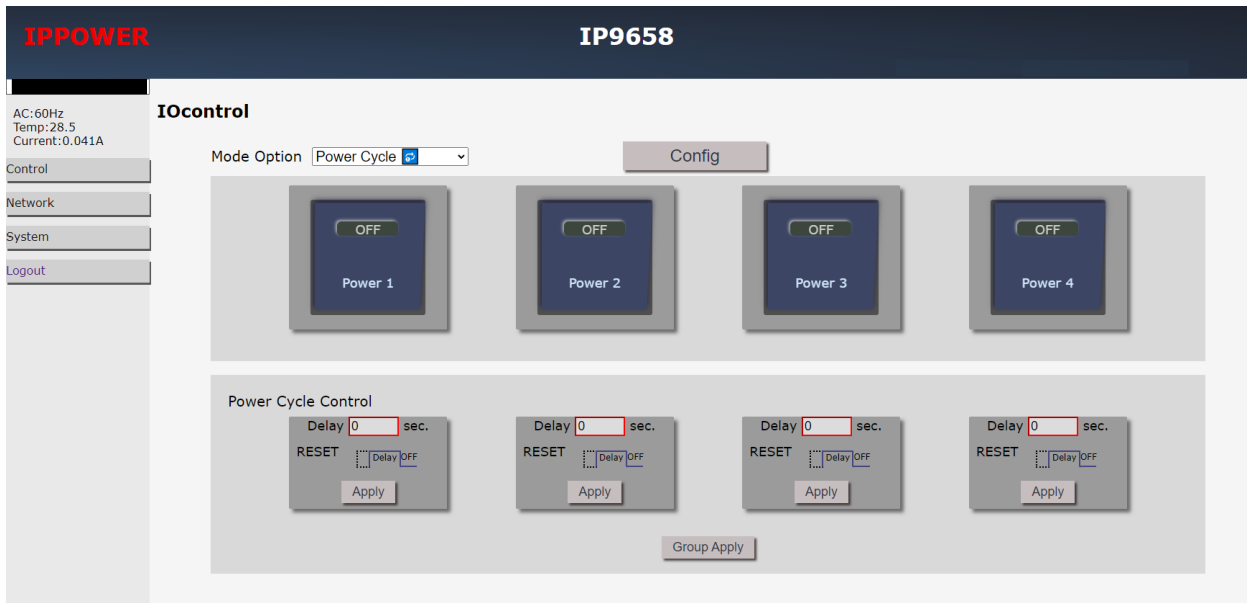 IPPOWER IP9658
AC:60Hz
Temp:28.5
Current:0.041A
Control
Network
System
Logout
IOcontrol
Mode Option Power Cycle Config
OFF OFF OFF OFF
Power 1 Power 2 Power 3 Power 4
Power Cycle Control
Delay 0 sec. Delay 0 sec. Delay 0 sec. Delay 0 sec.
RESET Delay OFF RESET Delay OFF RESET Delay OFF RESET Delay OFF
Apply Apply Apply Apply
Group Apply